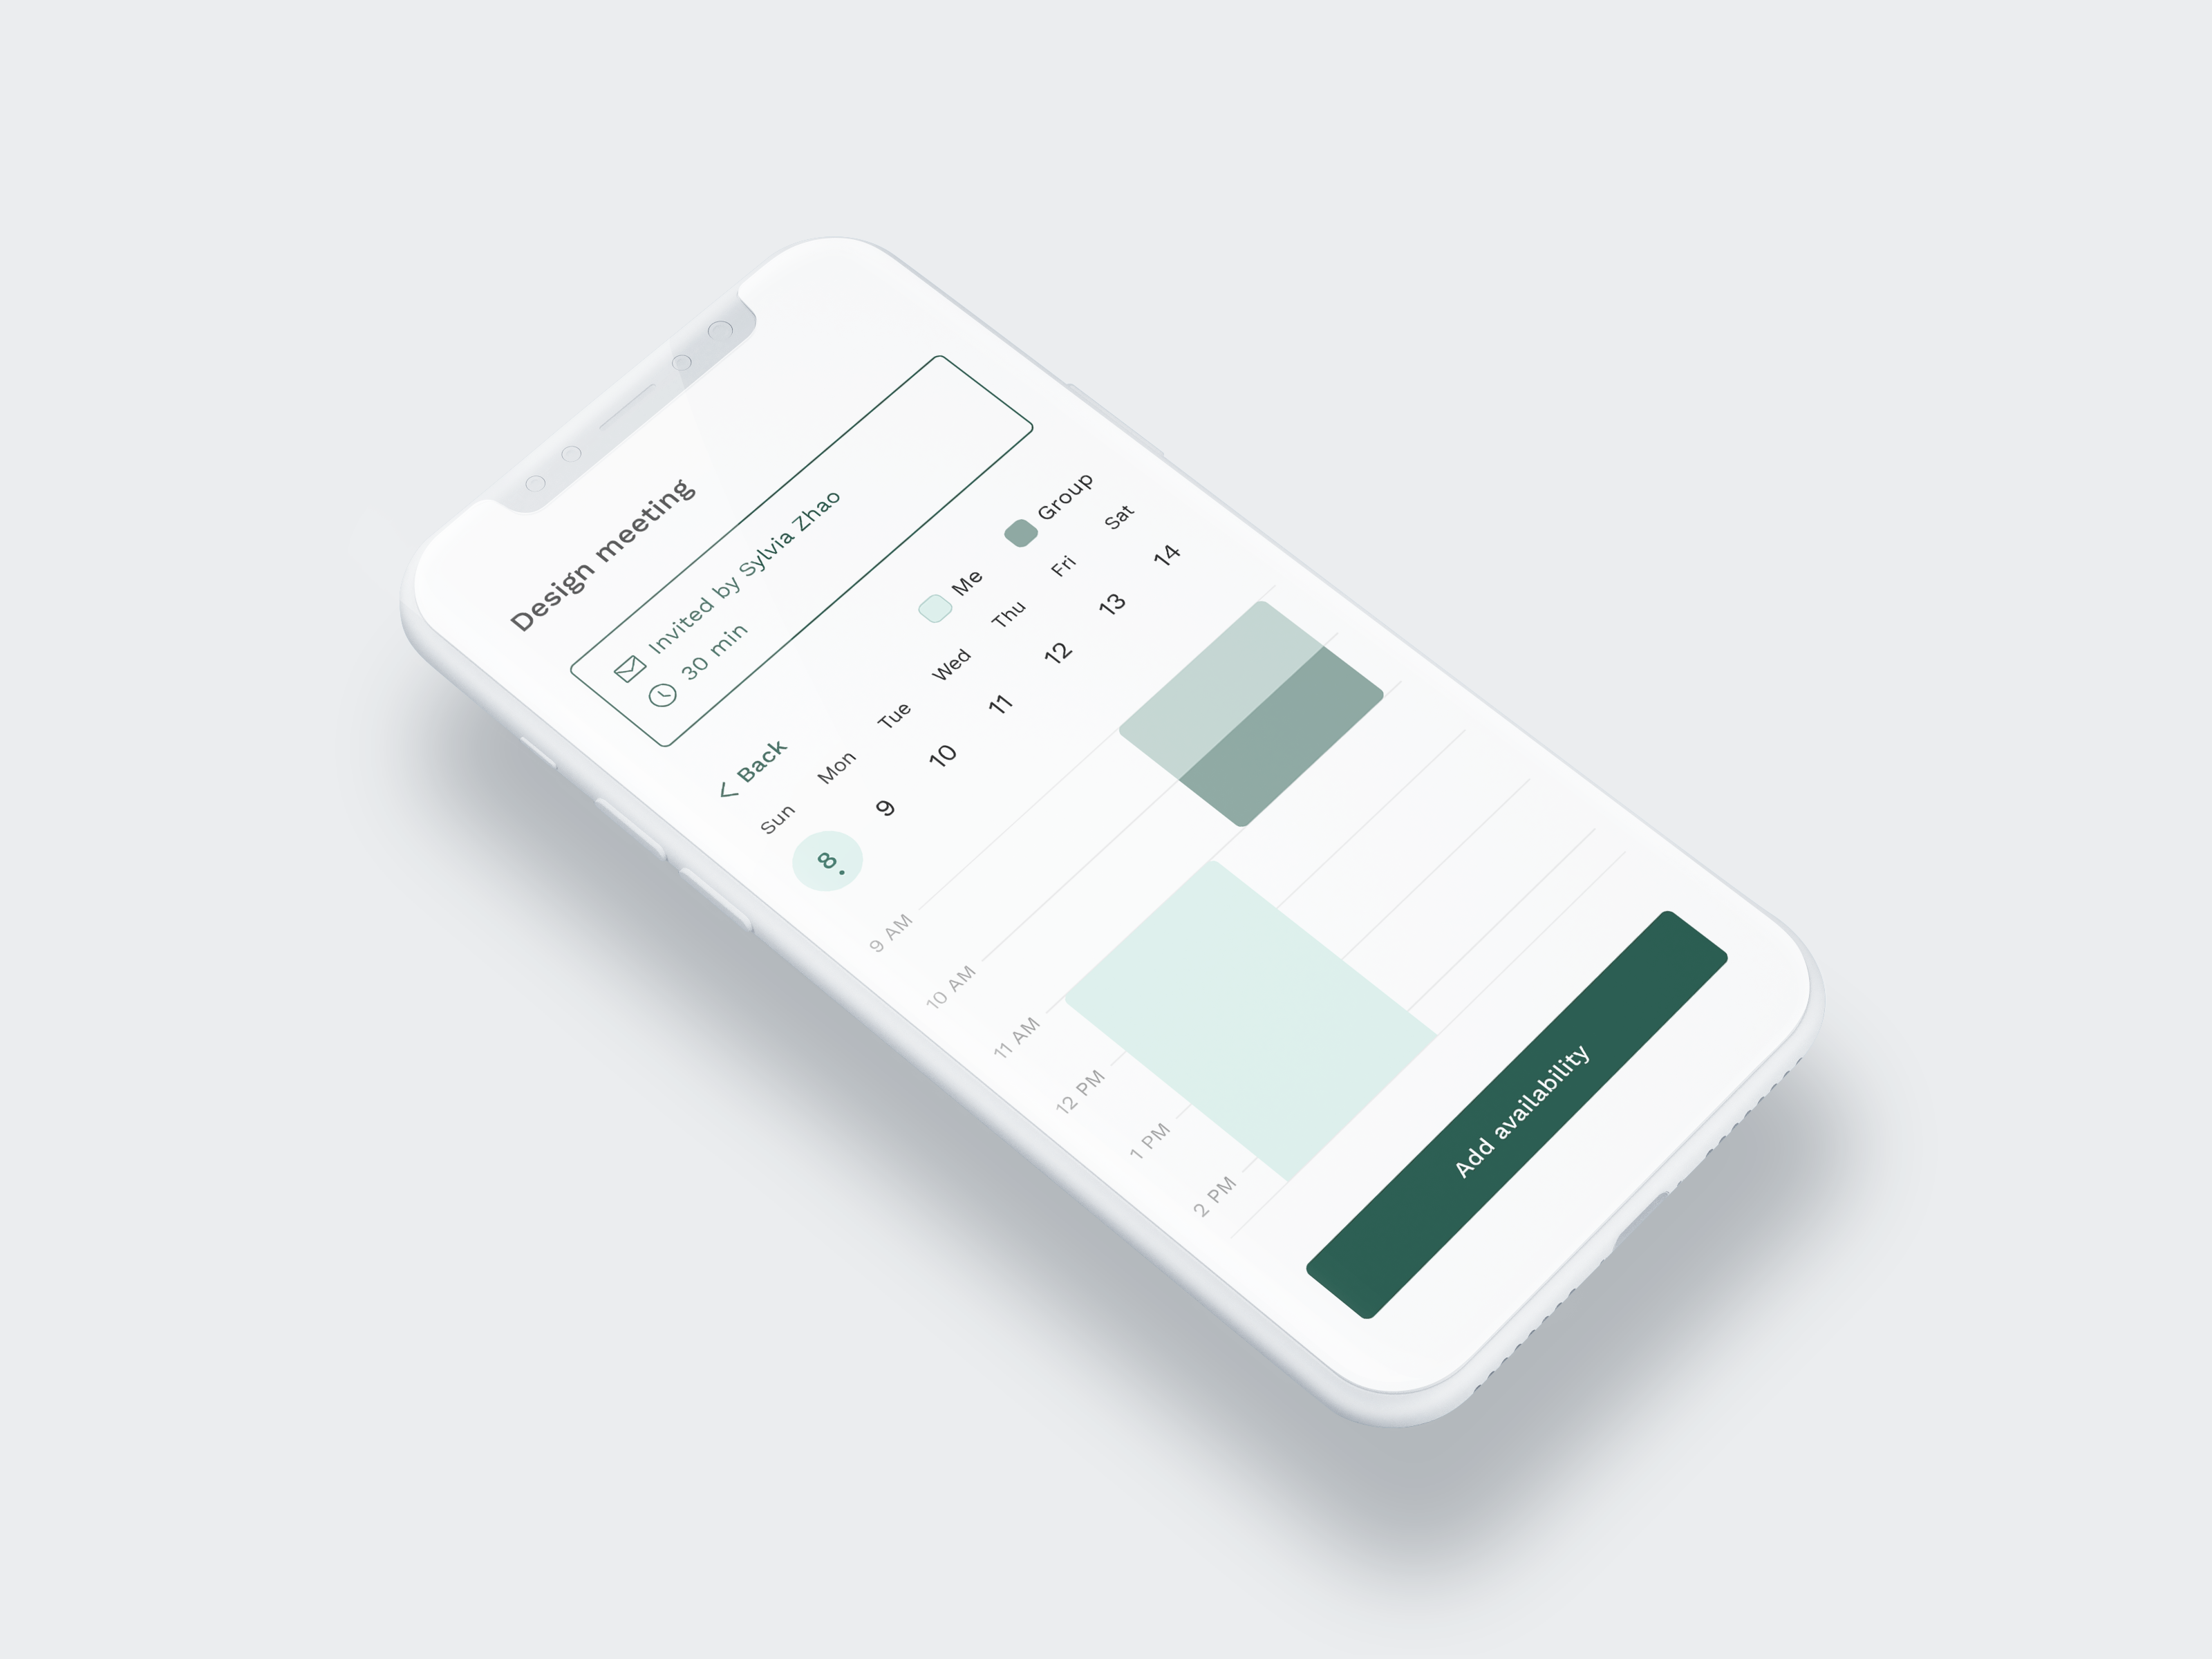 Design meeting
Invited by Sylvia Zhao
30 min
Back
Me
Group
Sun Mon Tue Wed Thu Fri Sat
8 9 10 11 12 13 14
9 AM
10 AM
11 AM
12 PM
1 PM
2 PM
Add availability